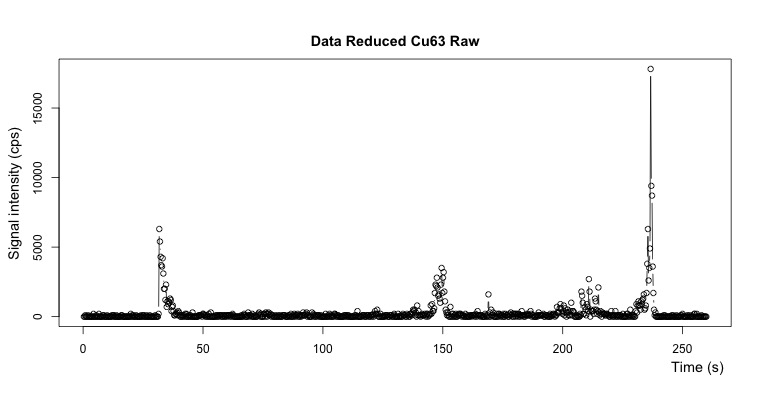 Data Reduced Cu63 Raw
Signal intensity (cps)
15000
10000
5000
0
0 50 100 150 200 250
Time (s)